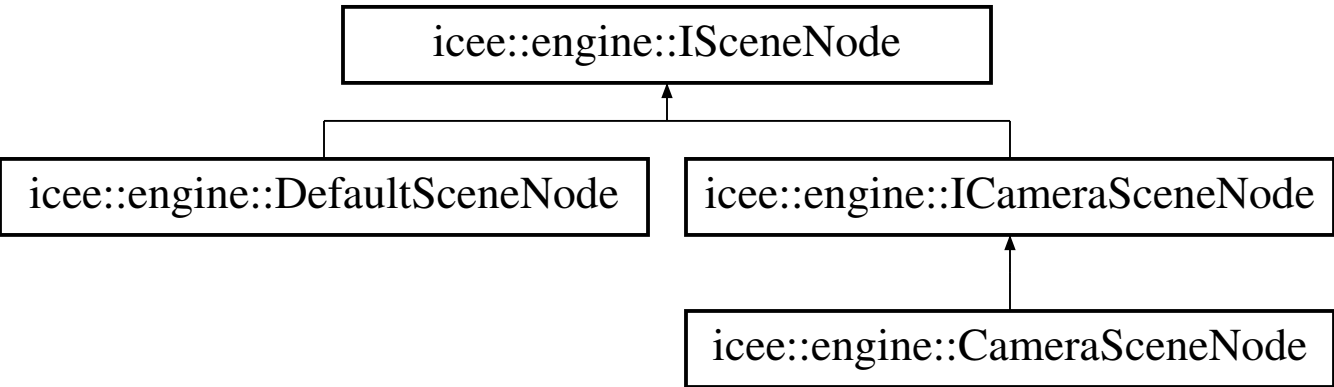 icee::engine::ISceneNode
icee::engine::DefaultSceneNode
icee::engine::ICameraSceneNode
icee::engine::CameraSceneNode